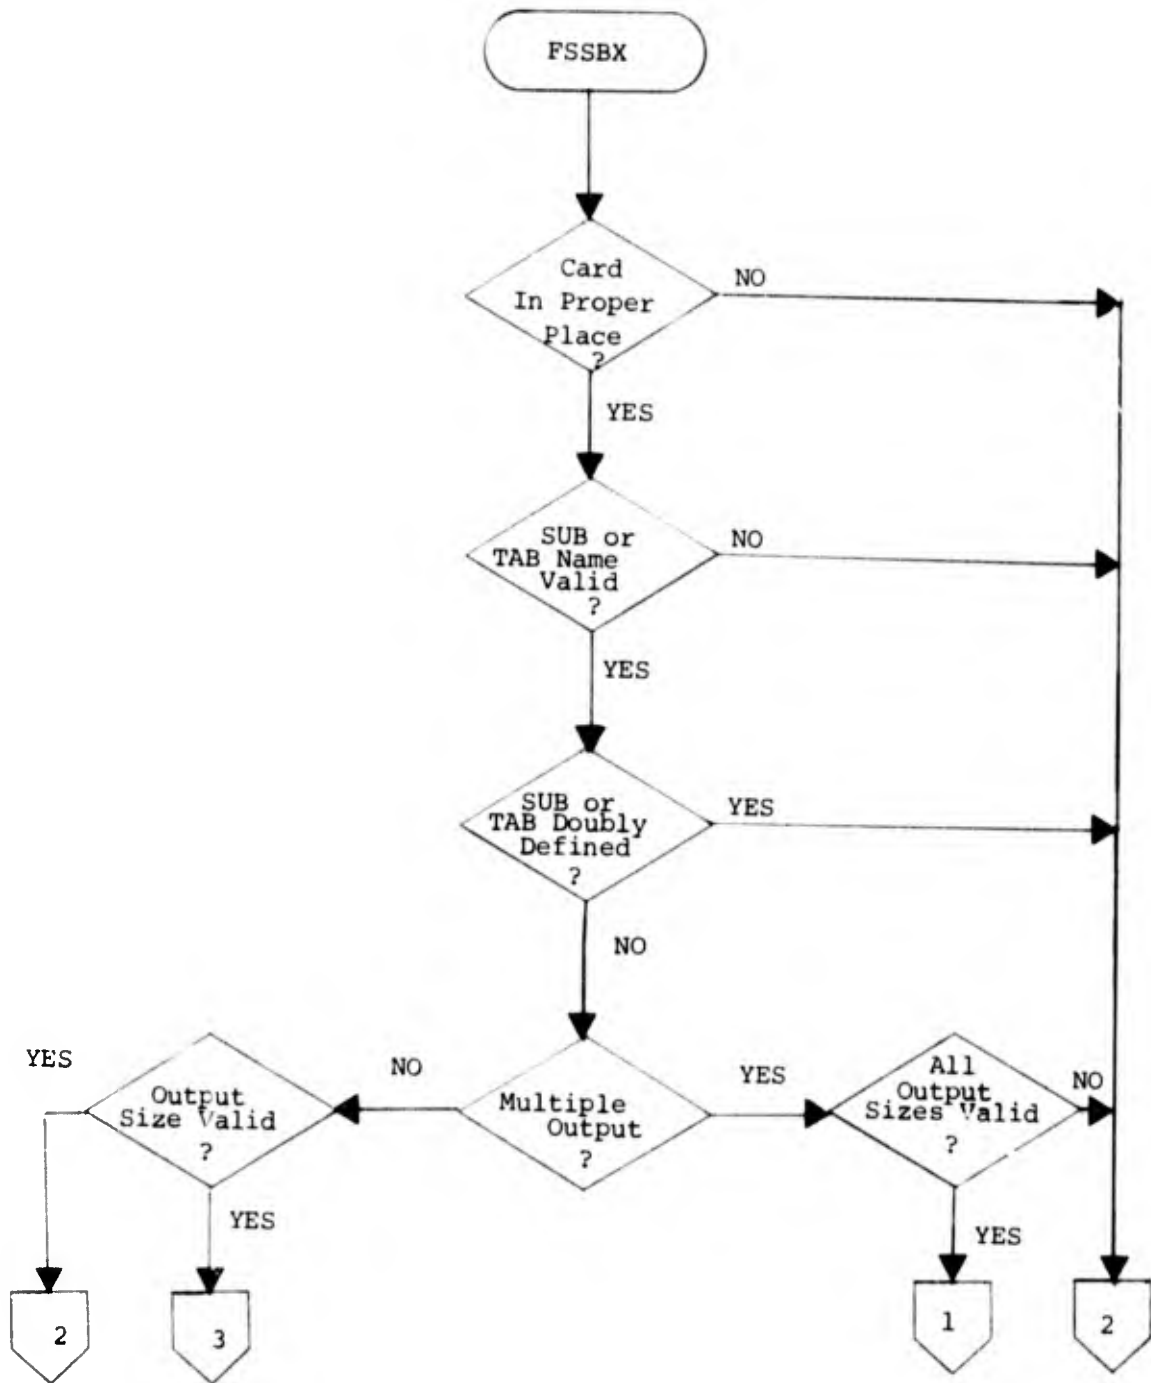 FSSBX
Card
In Proper
Place
?
NO
YES
SUB or
TAB Name
Valid
?
NO
YES
SUB or
TAB Doubly
Defined
?
YES
NO
Multiple
Output
?
NO
YES
Output
Size Valid
?
YES
YES
All
Output
Sizes Valid
?
NO
YES
2
3
1
2